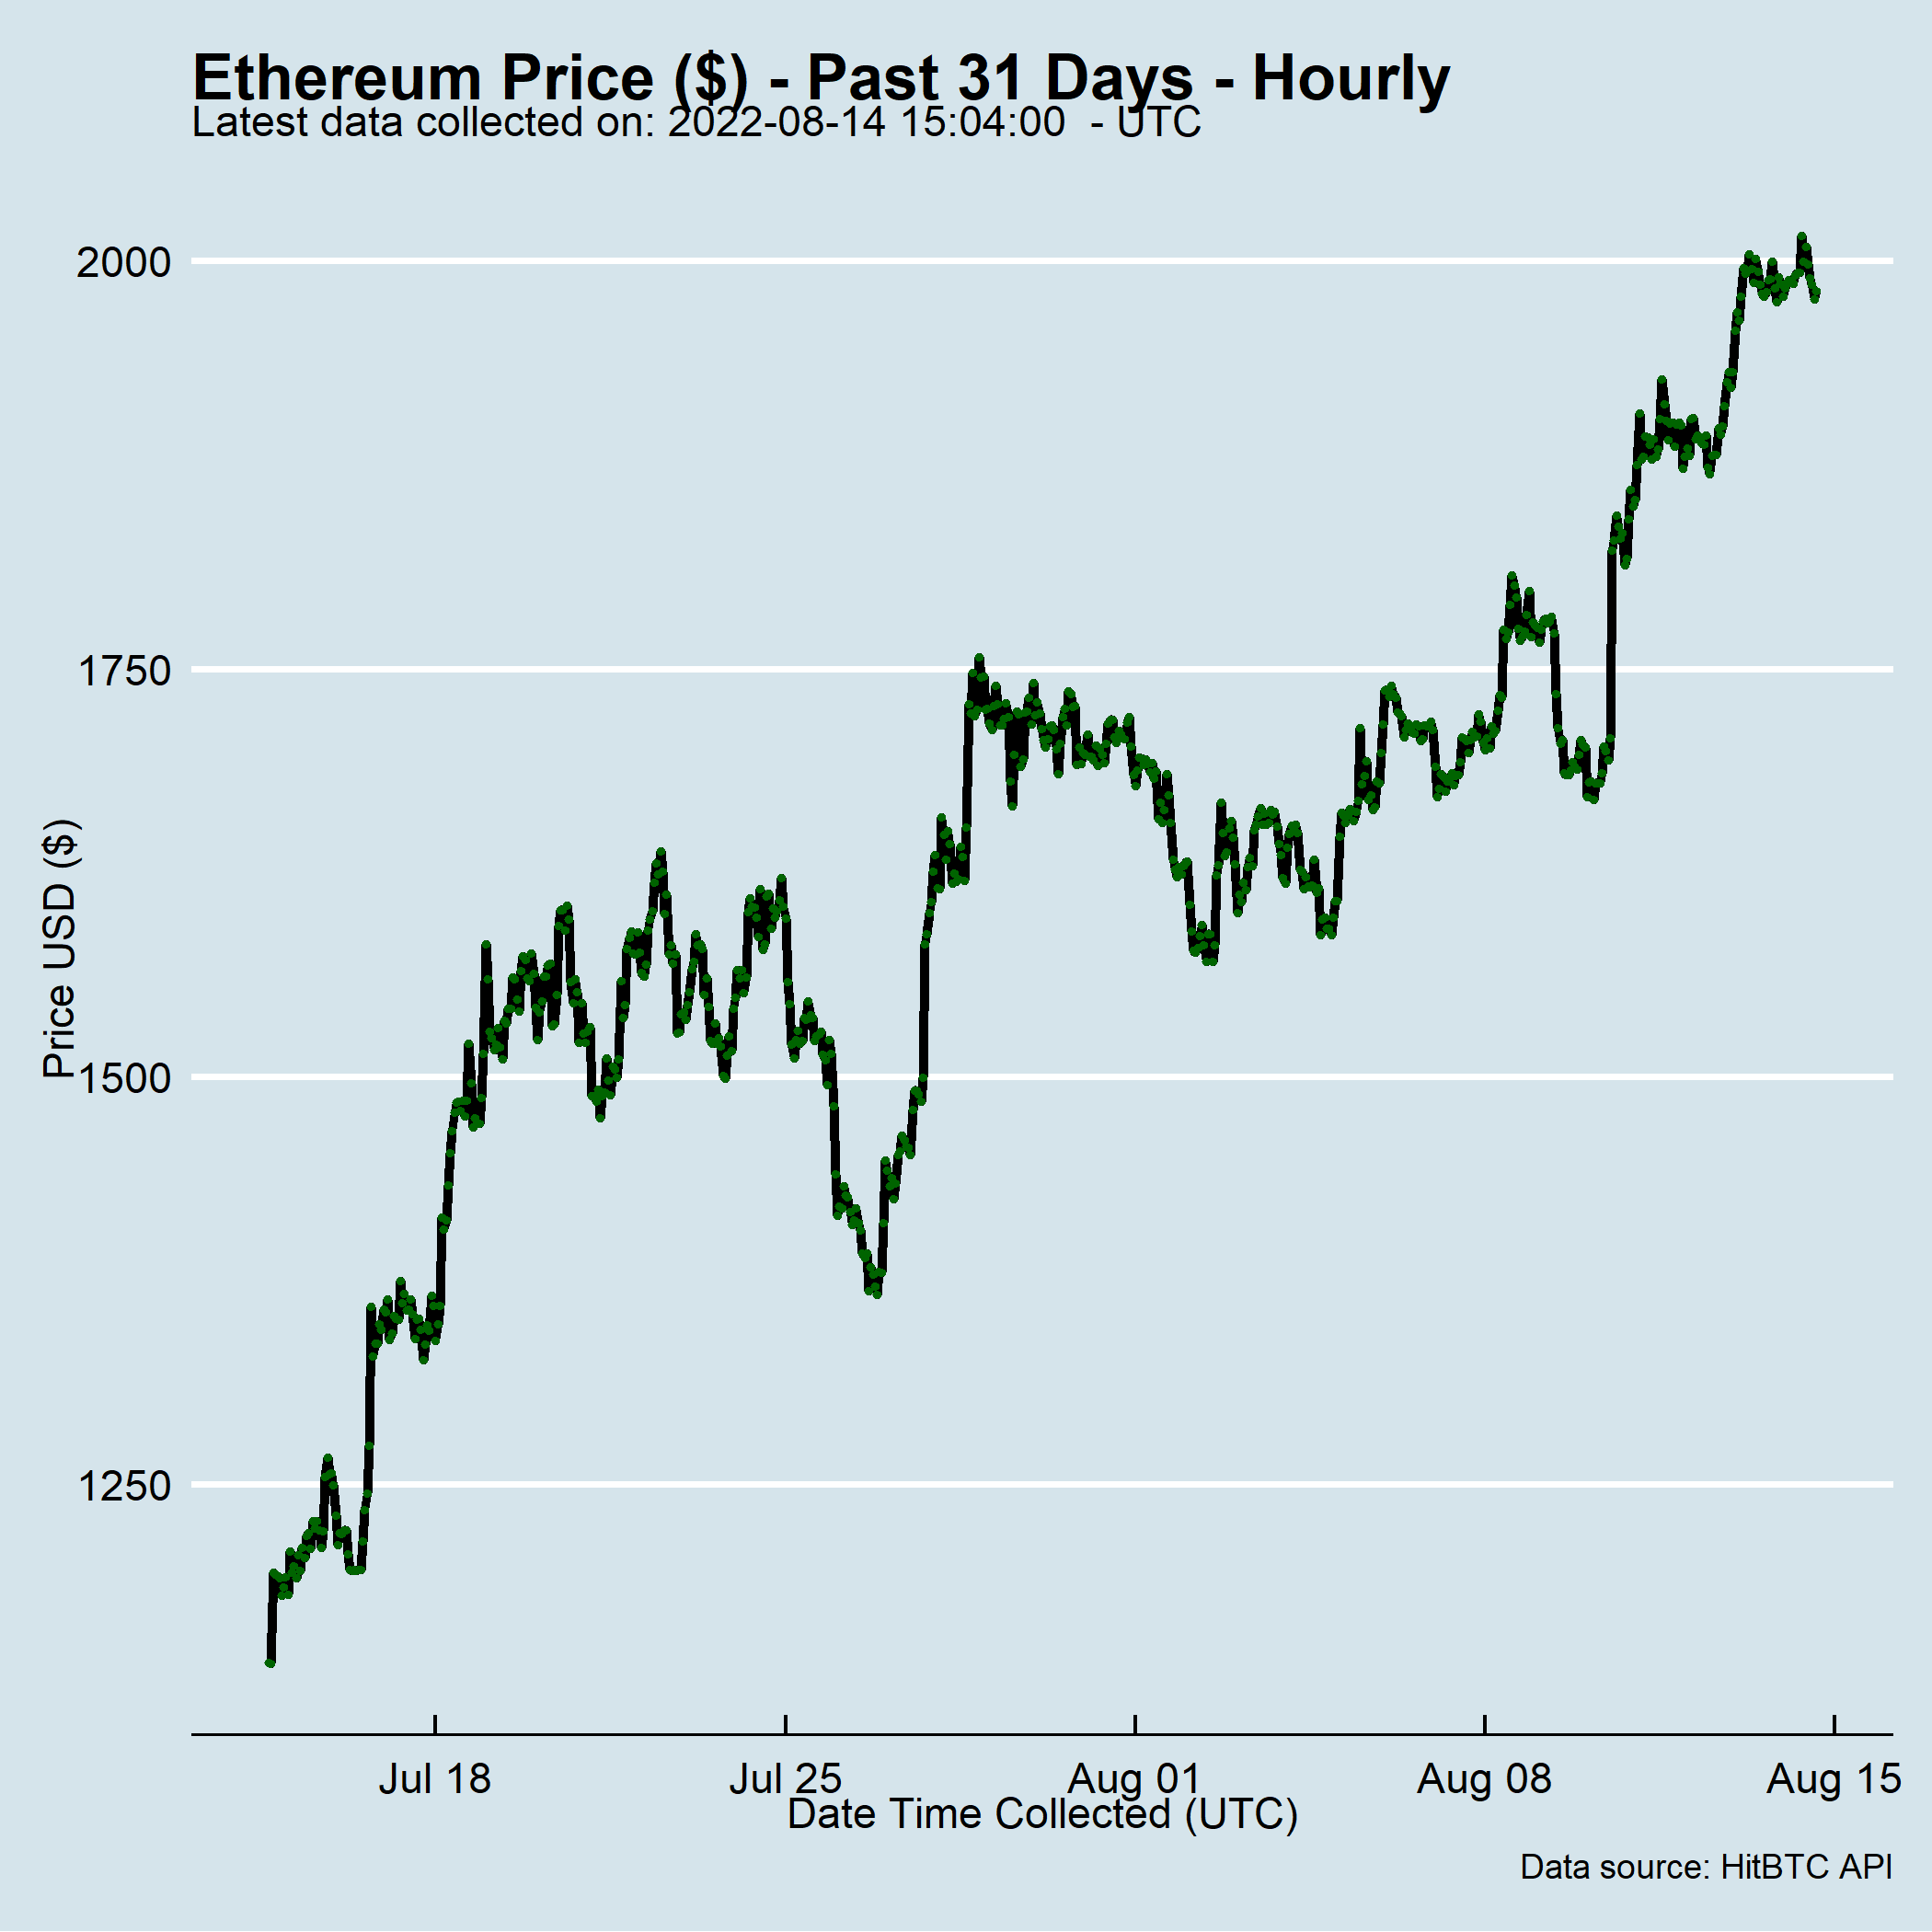 Ethereum Price ($) - Past 31 Days - Hourly
Latest data collected on: 2022-08-14 15:04:00  - UTC
2000
1750
1500
1250
Price USD ($)
Jul 18
Jul 25
Aug 01
Aug 08
Aug 15
Date Time Collected (UTC)
Data source: HitBTC API